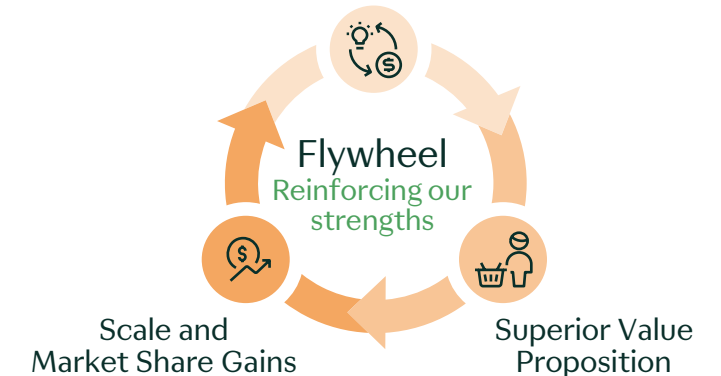 Flywheel
Reinforcing our
strengths
Scale and
Market Share Gains
Superior Value
Proposition